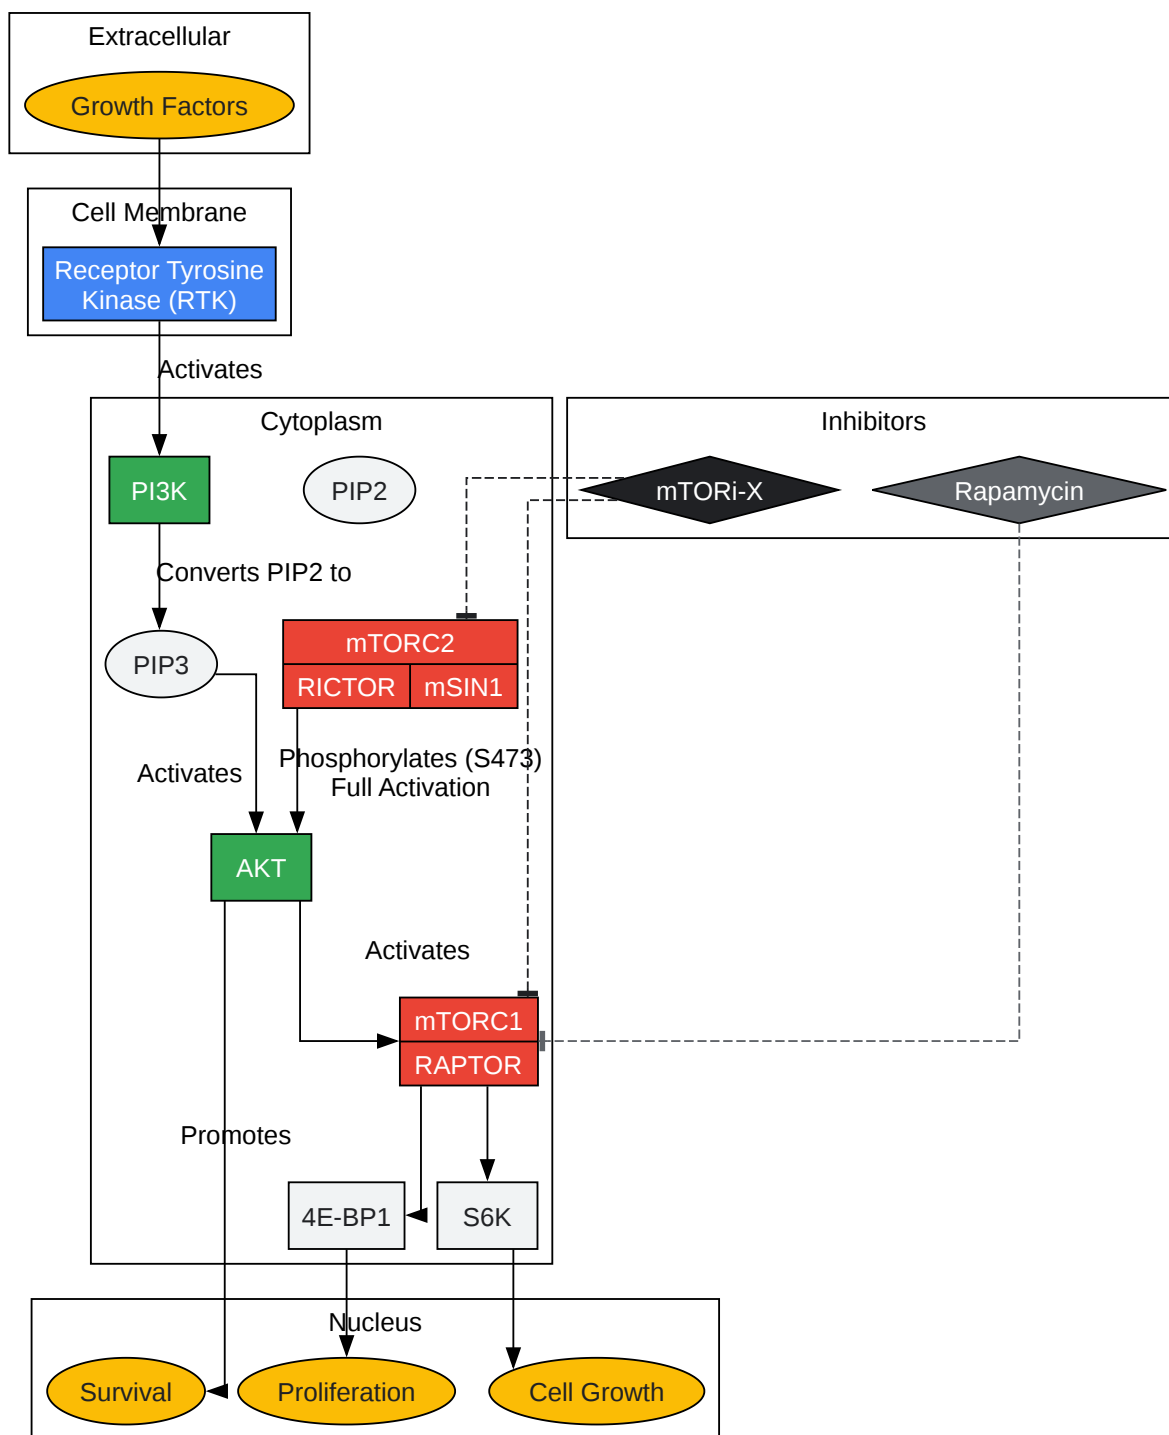 Extracellular
Growth Factors
Cell Membrane
Receptor Tyrosine
Kinase (RTK)
Activates
Cytoplasm
Inhibitors
PI3K
PIP2
mTORi-X
Rapamycin
Converts PIP2 to
mTORC2
PIP3
RICTOR
mSIN1
Phosphorylates (S473)
Full Activation
Activates
AKT
Activates
mTORC1
RAPTOR
Promotes
4E-BP1
S6K
Nucleus
Survival
Proliferation
Cell Growth